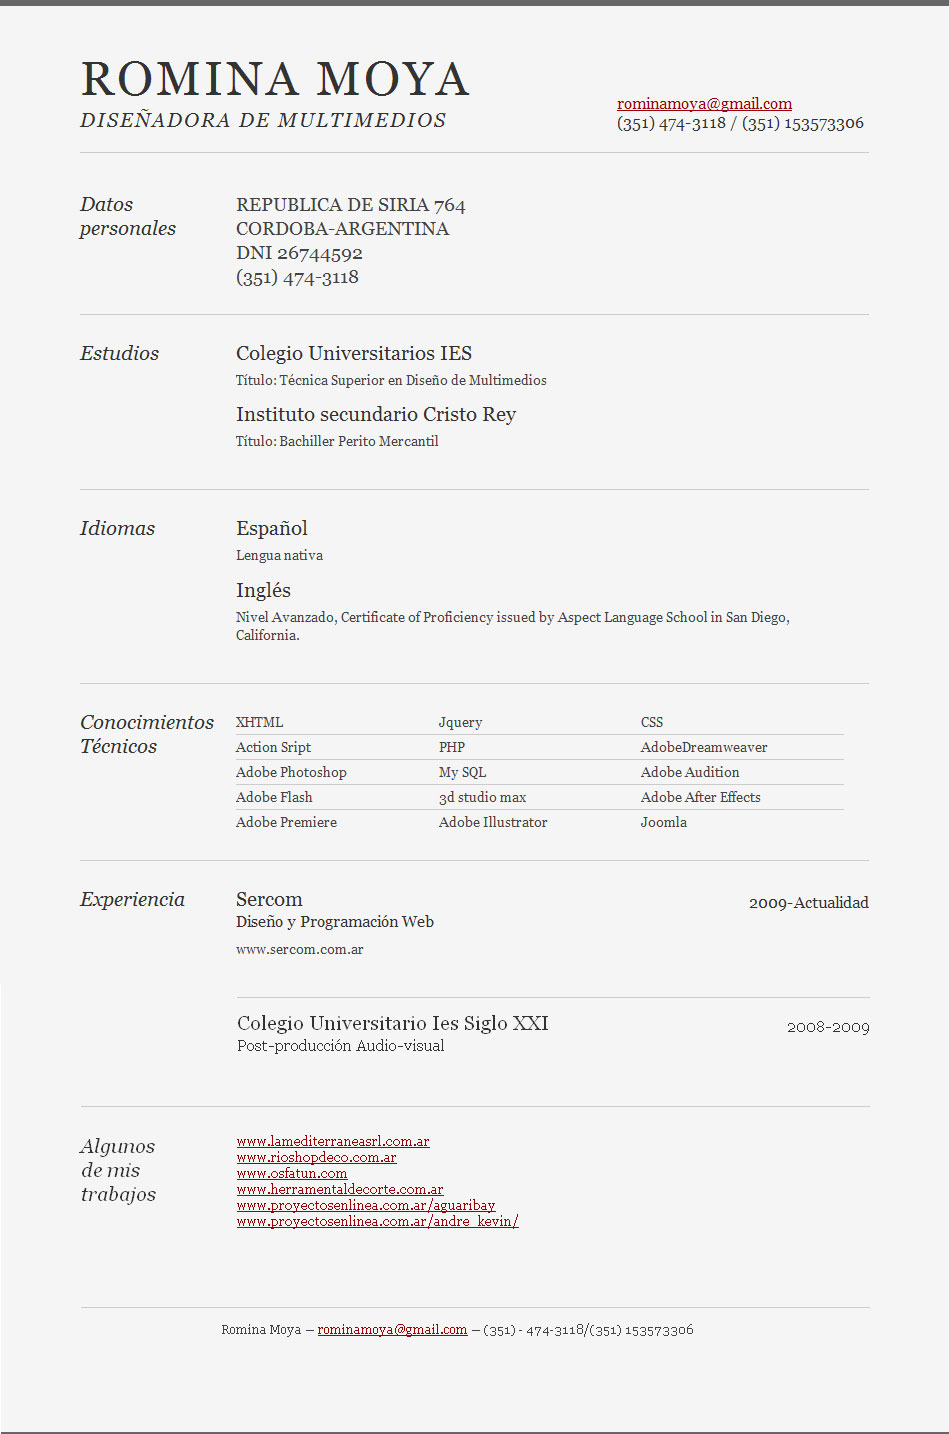 ROMINA MOYA
DISEÑADORA DE MULTIMEDIOS
rominamoya@gmail.com
(351) 474-3118 / (351) 153573306
Datos
personales
REPUBLICA DE SIRIA 764
CORDOBA-ARGENTINA
DNI 26744592
(351) 474-3118
Estudios
Colegio Universitarios IES
Título: Técnica Superior en Diseño de Multimedios
Instituto secundario Cristo Rey
Título: Bachiller Perito Mercantil
Idiomas
Español
Lengua nativa
Inglés
Nivel Avanzado, Certificate of Proficiency issued by Aspect Language School in San Diego,
California.
Conocimientos
Técnicos
XHTML Jquery CSS
Action Sript PHP AdobeDreamweaver
Adobe Photoshop My SQL Adobe Audition
Adobe Flash 3d studio max Adobe After Effects
Adobe Premiere Adobe Illustrator Joomla
Experiencia
Sercom 2009-Actualidad
Diseño y Programación Web
www.sercom.com.ar
Colegio Universitario Ies Siglo XXI 2008-2009
Post-producción Audio-visual
Algunos
de mis
trabajos
www.lamediterraneasrl.com.ar
www.rioshopdeco.com.ar
www.osfatun.com
www.herramentaldecorte.com.ar
www.proyectosenlinea.com.ar/aguaribay
www.proyectosenlinea.com.ar/andre_kevin/
Romina Moya – rominamoya@gmail.com – (351) - 474-3118/(351) 153573306